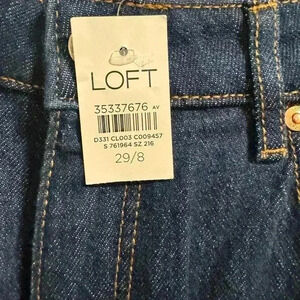 LOFT
35337676 AV
D331 CL003 C009457
S 761964 SZ 216
29/8